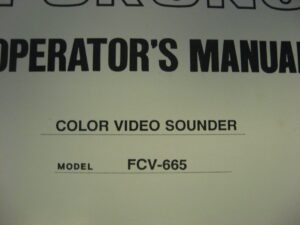 OPERATOR'S MANUAL
COLOR VIDEO SOUNDER
MODEL FCV-665